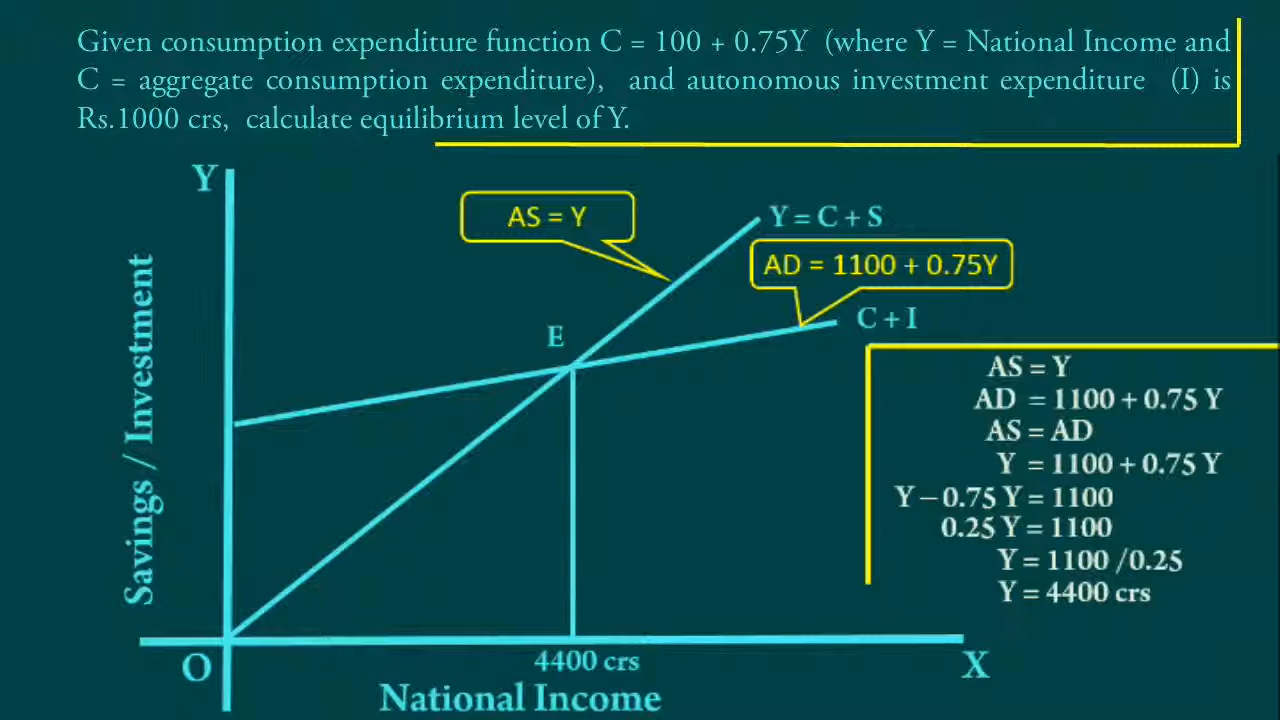 Given consumption expenditure function C = 100 + 0.75Y (where Y = National Income and
C = aggregate consumption expenditure), and autonomous investment expenditure (I) is
Rs.1000 crs, calculate equilibrium level of Y.
Y
AS = Y
Y = C + S
AD = 1100 + 0.75Y
E
C + I
Savings / Investment
AS = Y
AD = 1100 + 0.75 Y
AS = AD
Y = 1100 + 0.75 Y
Y – 0.75 Y = 1100
0.25 Y = 1100
Y = 1100 /0.25
Y = 4400 crs
O
4400 crs
X
National Income